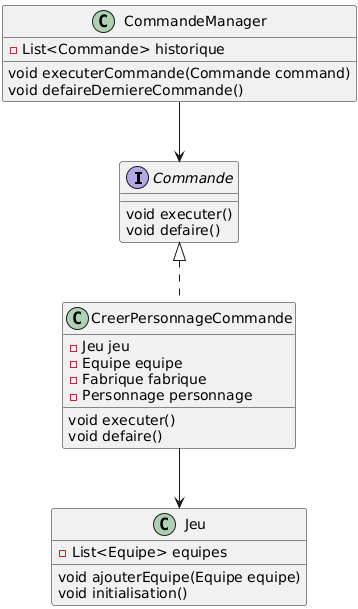 C CommandeManager
List<Commande> historique
void executerCommande(Commande command)
void defaireDerniereCommande()
I Commande
void executer()
void defaire()
C CreerPersonnageCommande
Jeu jeu
Equipe equipe
Fabrique fabrique
Personnage personnage
void executer()
void defaire()
C Jeu
List<Equipe> equipes
void ajouterEquipe(Equipe equipe)
void initialisation()